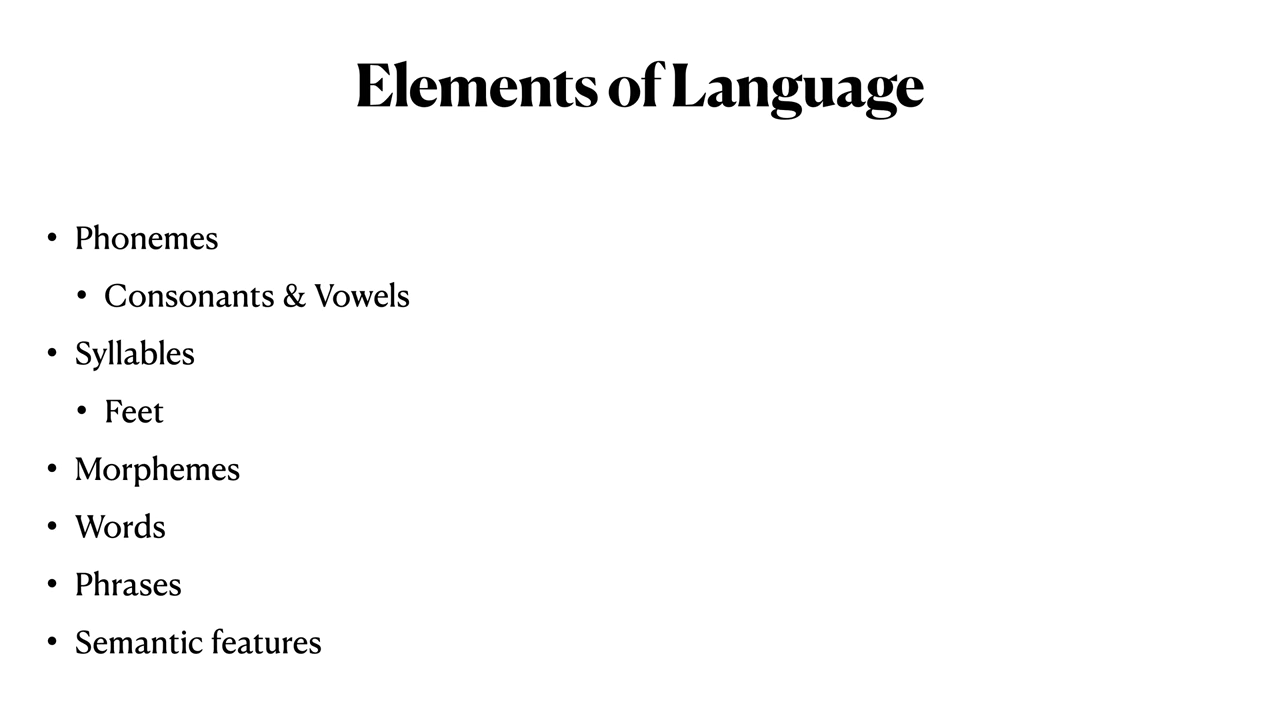 Elements of Language
• Phonemes
• Consonants & Vowels
• Syllables
• Feet
• Morphemes
• Words
• Phrases
• Semantic features